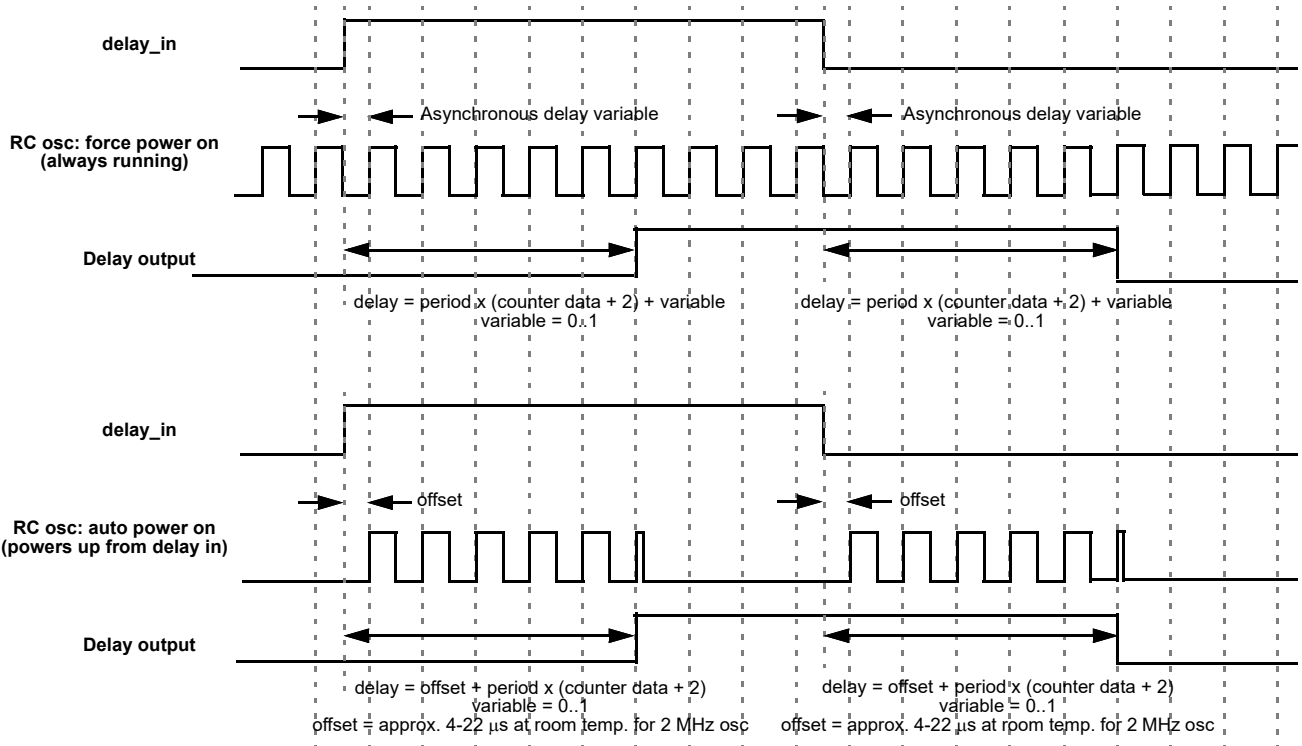 delay_in
Asynchronous delay variable
Asynchronous delay variable
RC osc: force power on
(always running)
Delay output
delay = period x (counter data + 2) + variable
variable = 0..1
delay = period x (counter data + 2) + variable
variable = 0..1
delay_in
offset
offset
RC osc: auto power on
(powers up from delay in)
Delay output
delay = offset + period x (counter data + 2)
variable = 0..1
offset = approx. 4-22 μs at room temp. for 2 MHz osc
delay = offset + period x (counter data + 2)
variable = 0..1
offset = approx. 4-22 μs at room temp. for 2 MHz osc